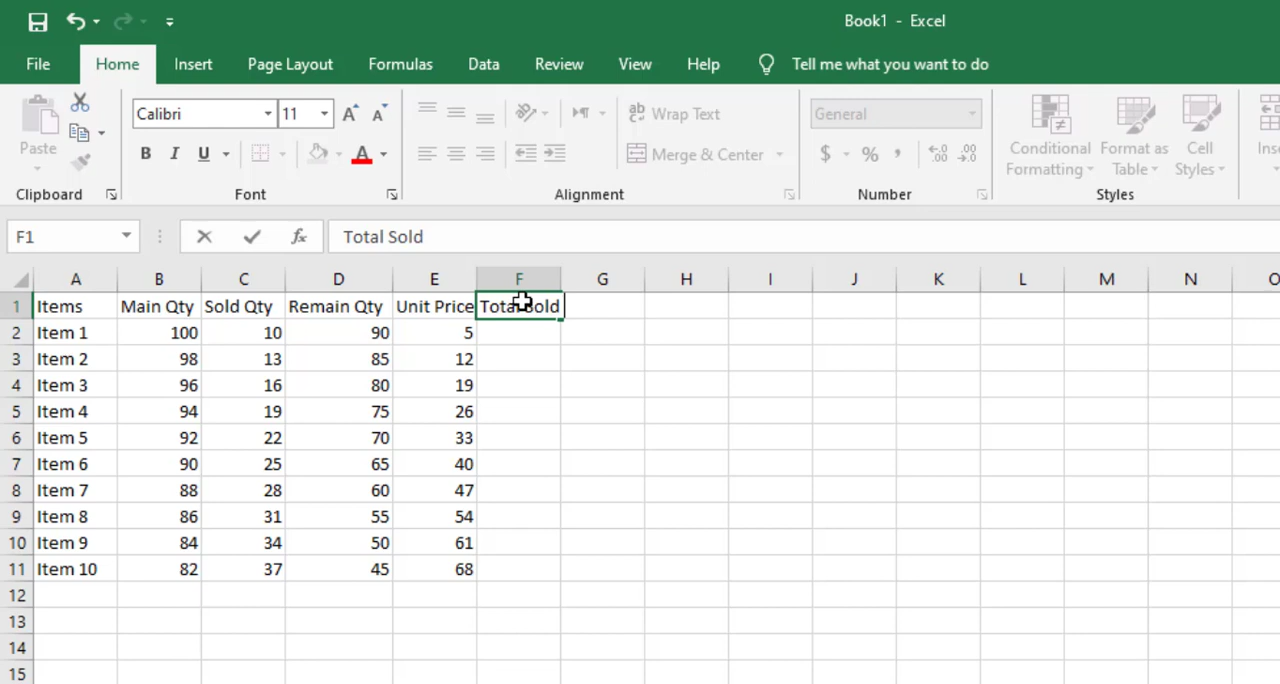 Book1 - Excel
File Home Insert Page Layout Formulas Data Review View Help Tell me what you want to do
Calibri 11 A A ab Wrap Text General
Paste B I U A Merge & Center $ % , Conditional Formatting Format as Table Cell Styles
Clipboard Font Alignment Number Styles
F1 fx Total Sold
A B C D E F G H I J K L M N O
1 Items Main Qty Sold Qty Remain Qty Unit Price Total Sold
2 Item 1 100 10 90 5
3 Item 2 98 13 85 12
4 Item 3 96 16 80 19
5 Item 4 94 19 75 26
6 Item 5 92 22 70 33
7 Item 6 90 25 65 40
8 Item 7 88 28 60 47
9 Item 8 86 31 55 54
10 Item 9 84 34 50 61
11 Item 10 82 37 45 68
12
13
14
15